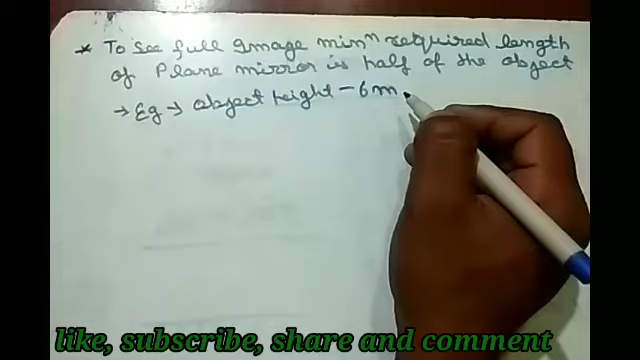 * To see full image minⁿ required length
of Plane mirror is half of the object
→ Eg → object height - 6 m
like, subscribe, share and comment